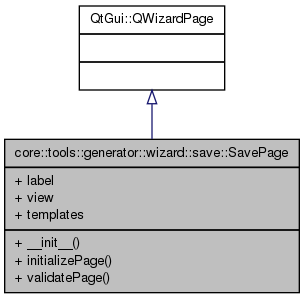 QtGui::QWizardPage
core::tools::generator::wizard::save::SavePage
+ label
+ view
+ templates
+ __init__()
+ initializePage()
+ validatePage()